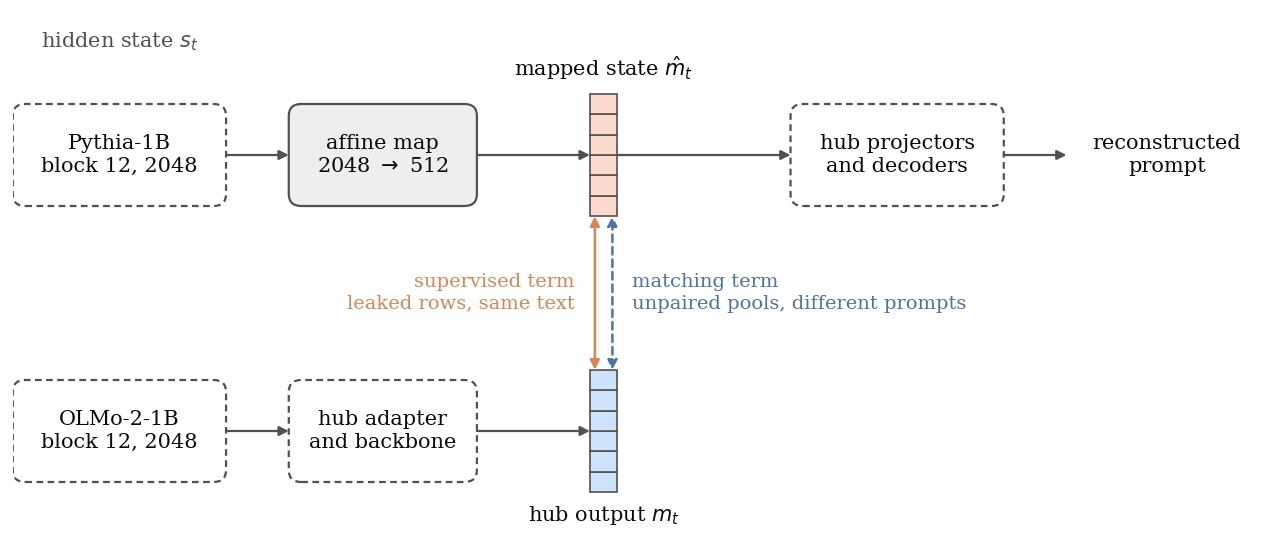 hidden state s_t
mapped state m̂_t
Pythia-1B
block 12, 2048
affine map
2048 → 512
hub projectors
and decoders
reconstructed
prompt
supervised term
leaked rows, same text
matching term
unpaired pools, different prompts
OLMo-2-1B
block 12, 2048
hub adapter
and backbone
hub output m_t